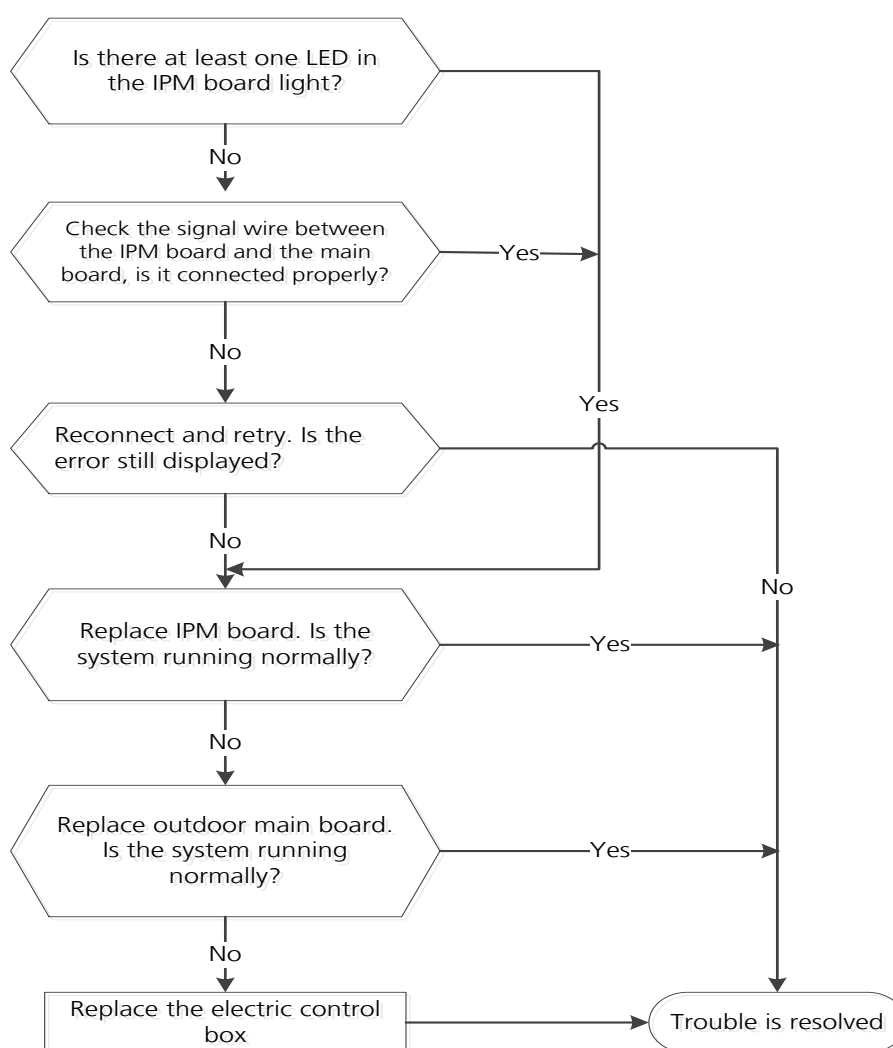 Is there at least one LED in
the IPM board light?
No
Check the signal wire between
the IPM board and the main
board, is it connected properly?
Yes
No
Yes
Reconnect and retry. Is the
error still displayed?
No
No
Replace IPM board. Is the
system running normally?
Yes
No
Replace outdoor main board.
Is the system running
normally?
Yes
No
Replace the electric control
box
Trouble is resolved